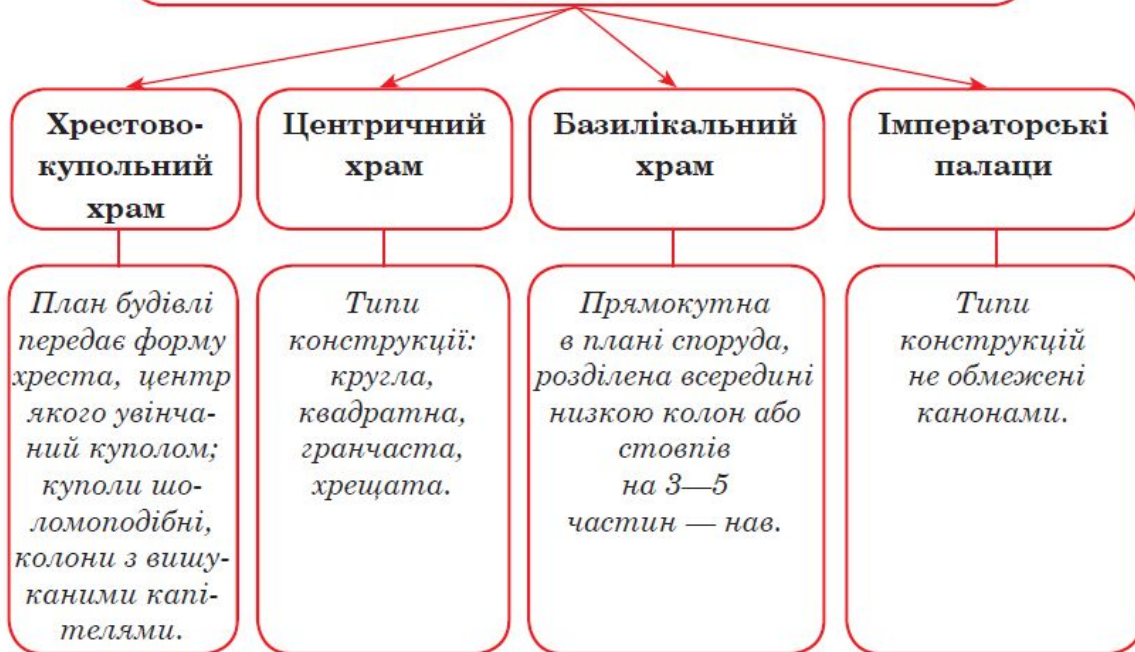 Хрестово-
купольний
храм
Центричний
храм
Базилікальний
храм
Імператорські
палаци
План будівлі
передає форму
хреста, центр
якого увінча-
ний куполом;
куполи шо-
ломоподібні,
колони з вишу-
каними капі-
телями.
Типи
конструкції:
кругла,
квадратна,
гранчаста,
хрещата.
Прямокутна
в плані споруда,
розділена всередині
низкою колон або
стовпів
на 3—5
частин — нав.
Типи
конструкцій
не обмежені
канонами.